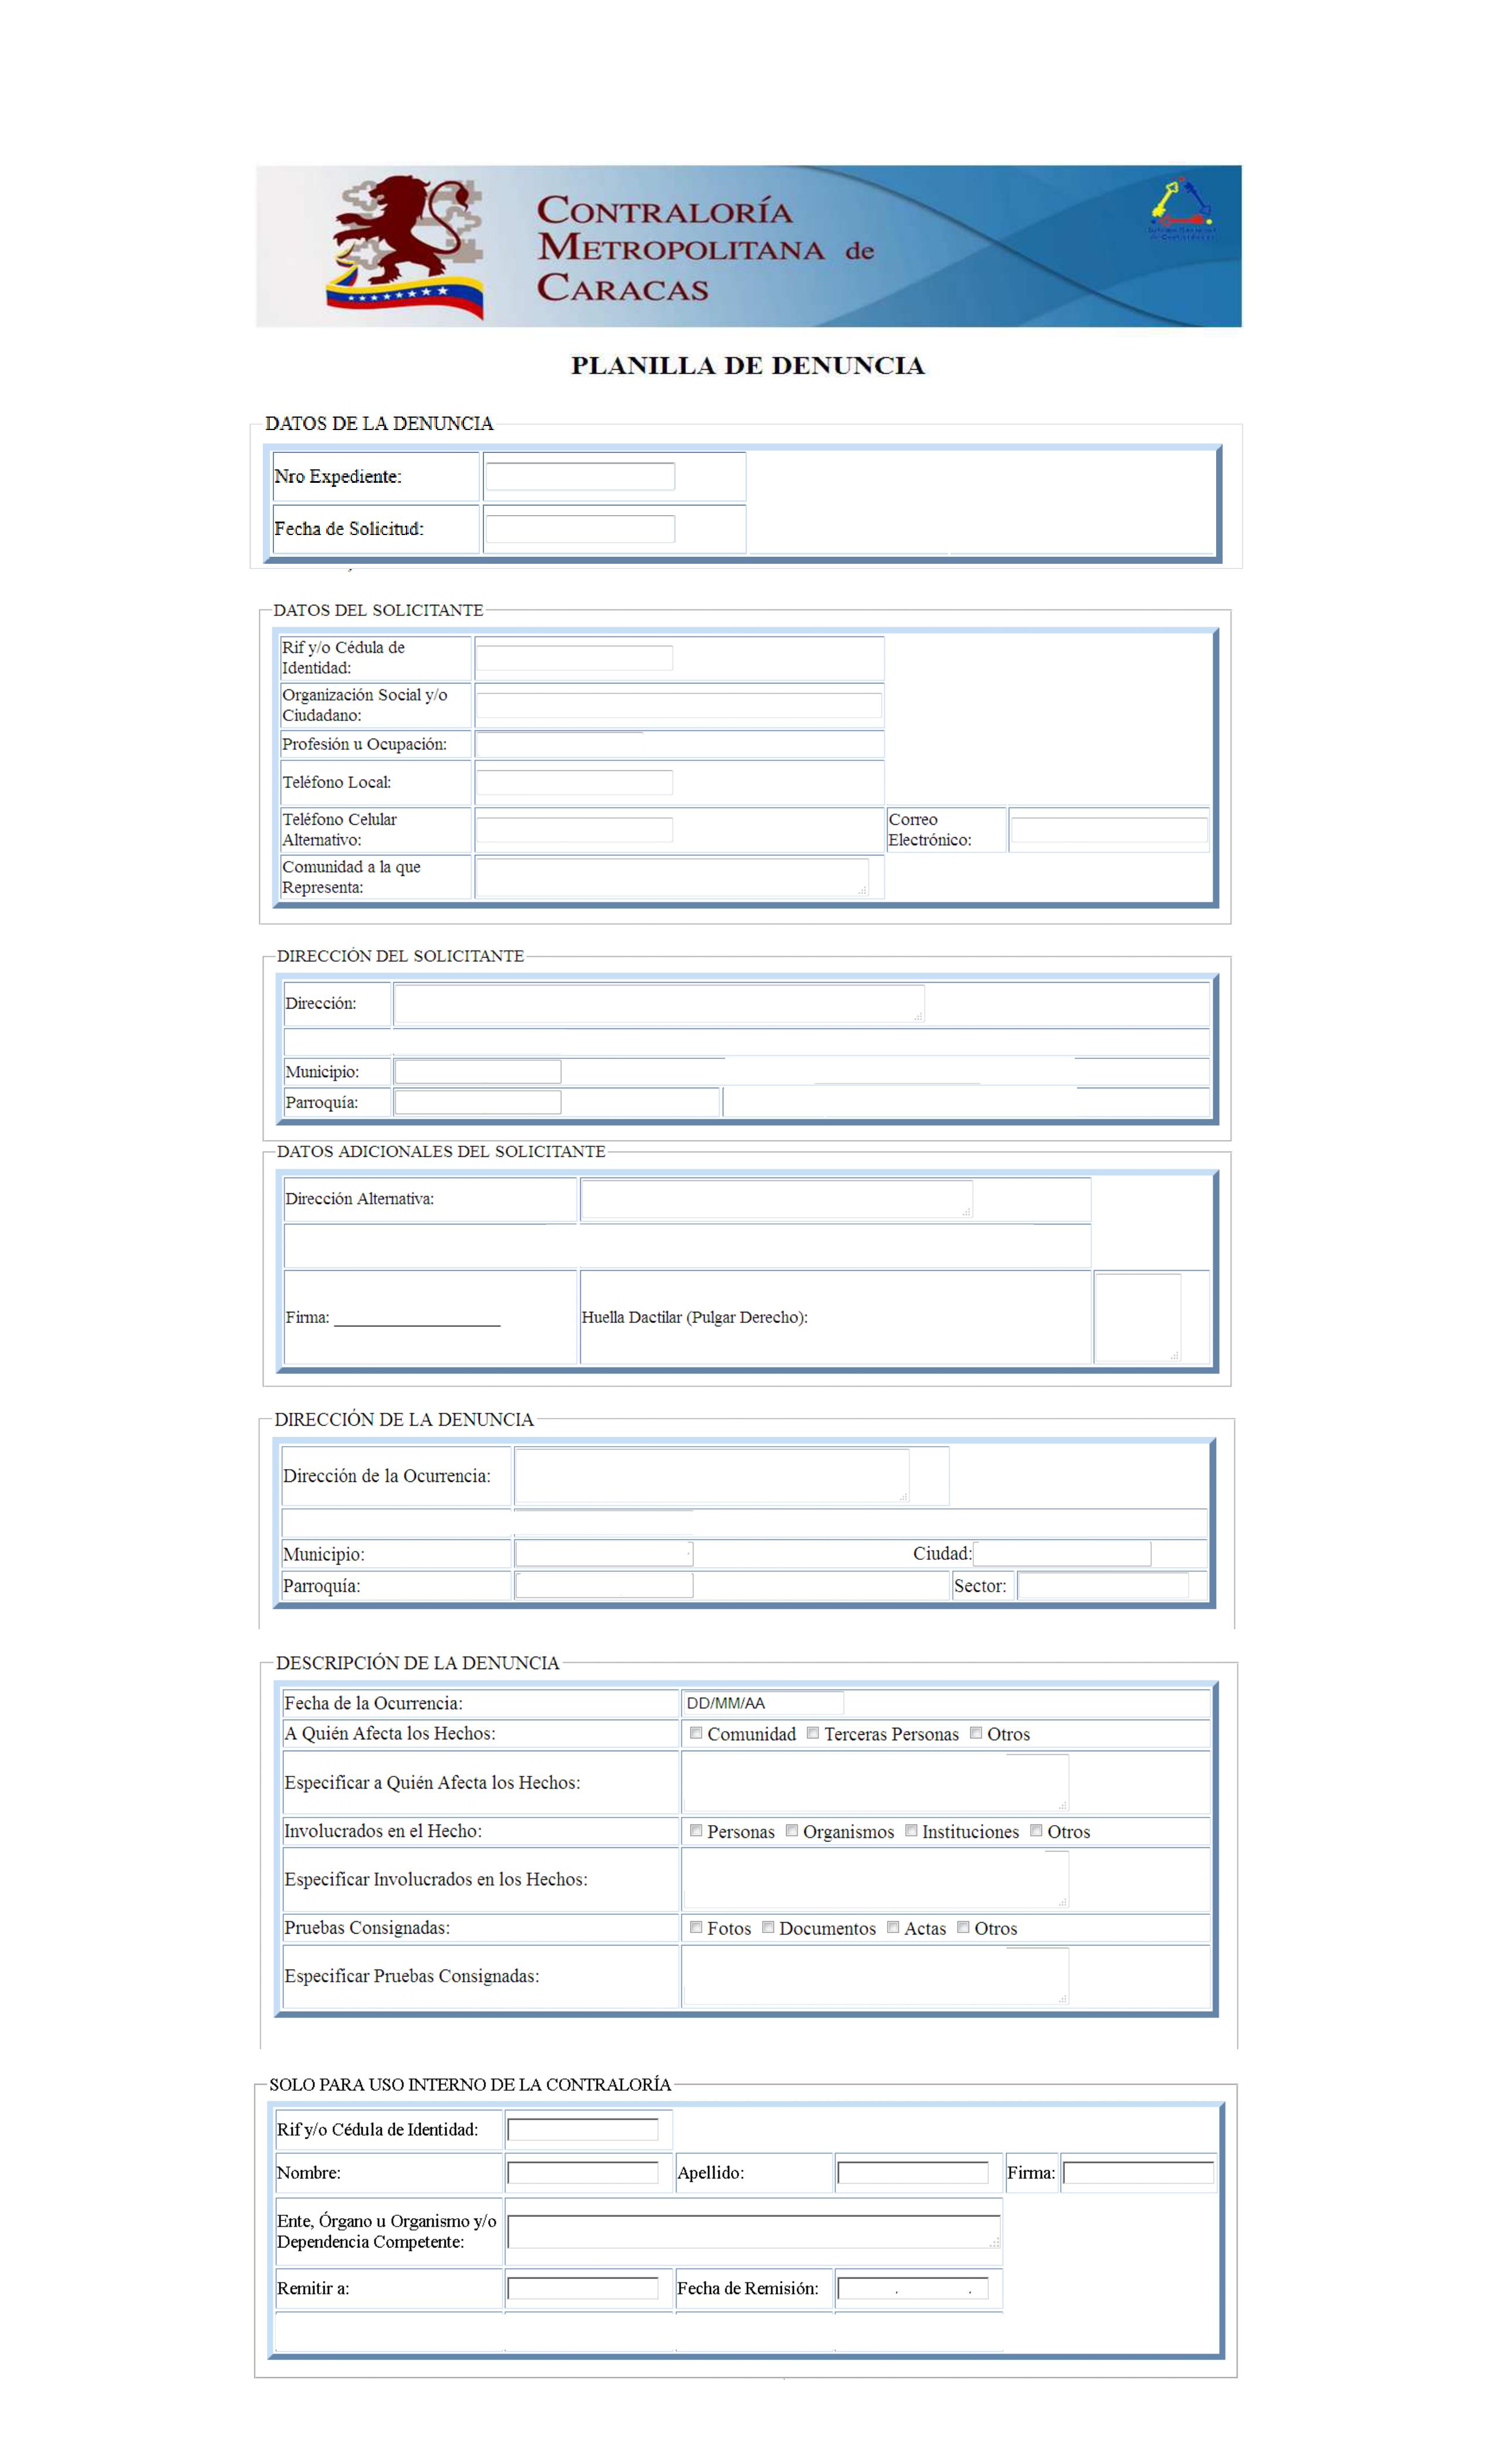 CONTRALORÍA
METROPOLITANA de
CARACAS
PLANILLA DE DENUNCIA
DATOS DE LA DENUNCIA
Nro Expediente:
Fecha de Solicitud:
DATOS DEL SOLICITANTE
Rif y/o Cédula de
Identidad:
Organización Social y/o
Ciudadano:
Profesión u Ocupación:
Teléfono Local:
Teléfono Celular
Alternativo:
Correo
Electrónico:
Comunidad a la que
Representa:
DIRECCIÓN DEL SOLICITANTE
Dirección:
Municipio:
Parroquía:
DATOS ADICIONALES DEL SOLICITANTE
Dirección Alternativa:
Firma: ____________________ Huella Dactilar (Pulgar Derecho):
DIRECCIÓN DE LA DENUNCIA
Dirección de la Ocurrencia:
Municipio: Ciudad:
Parroquía: Sector:
DESCRIPCIÓN DE LA DENUNCIA
Fecha de la Ocurrencia: DD/MM/AA
A Quién Afecta los Hechos: Comunidad Terceras Personas Otros
Especificar a Quién Afecta los Hechos:
Involucrados en el Hecho: Personas Organismos Instituciones Otros
Especificar Involucrados en los Hechos:
Pruebas Consignadas: Fotos Documentos Actas Otros
Especificar Pruebas Consignadas:
SOLO PARA USO INTERNO DE LA CONTRALORÍA
Rif y/o Cédula de Identidad:
Nombre: Apellido: Firma:
Ente, Órgano u Organismo y/o
Dependencia Competente:
Remitir a: Fecha de Remisión: